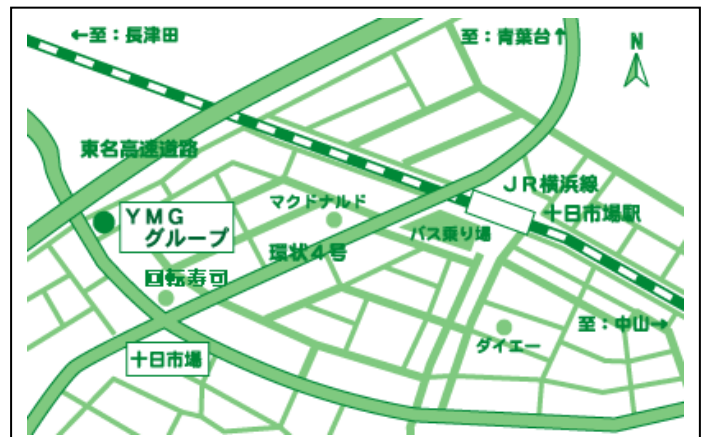 ←至：長津田
至：青葉台↑
N
東名高速道路
JR横浜線
十日市場駅
マクドナルド
YMG
グループ
バス乗り場
環状4号
回転寿司
至：中山→
ダイエー
十日市場